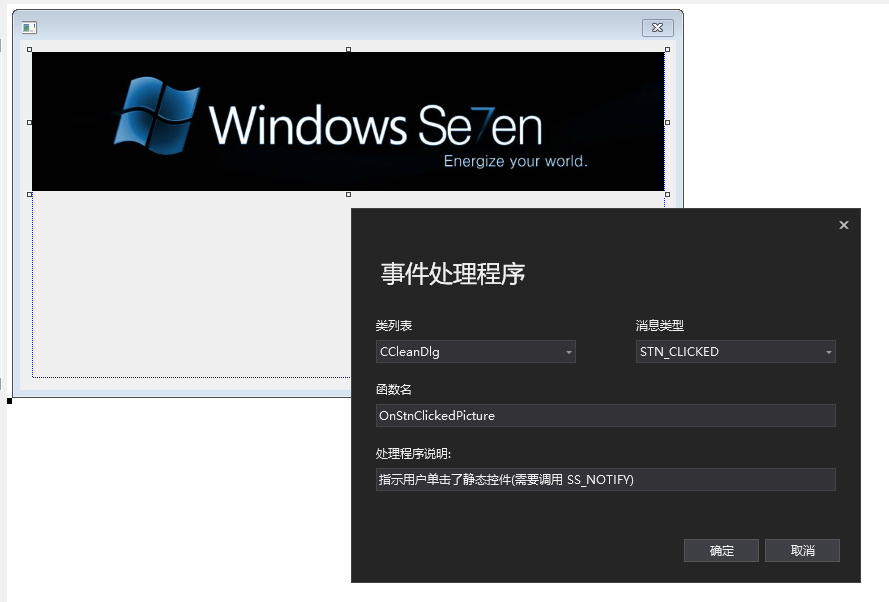 Windows Se7en
Energize your world.
事件处理程序
类列表
消息类型
CCleanDlg
STN_CLICKED
函数名
OnStnClickedPicture
处理程序说明:
指示用户单击了静态控件(需要调用 SS_NOTIFY)
确定
取消